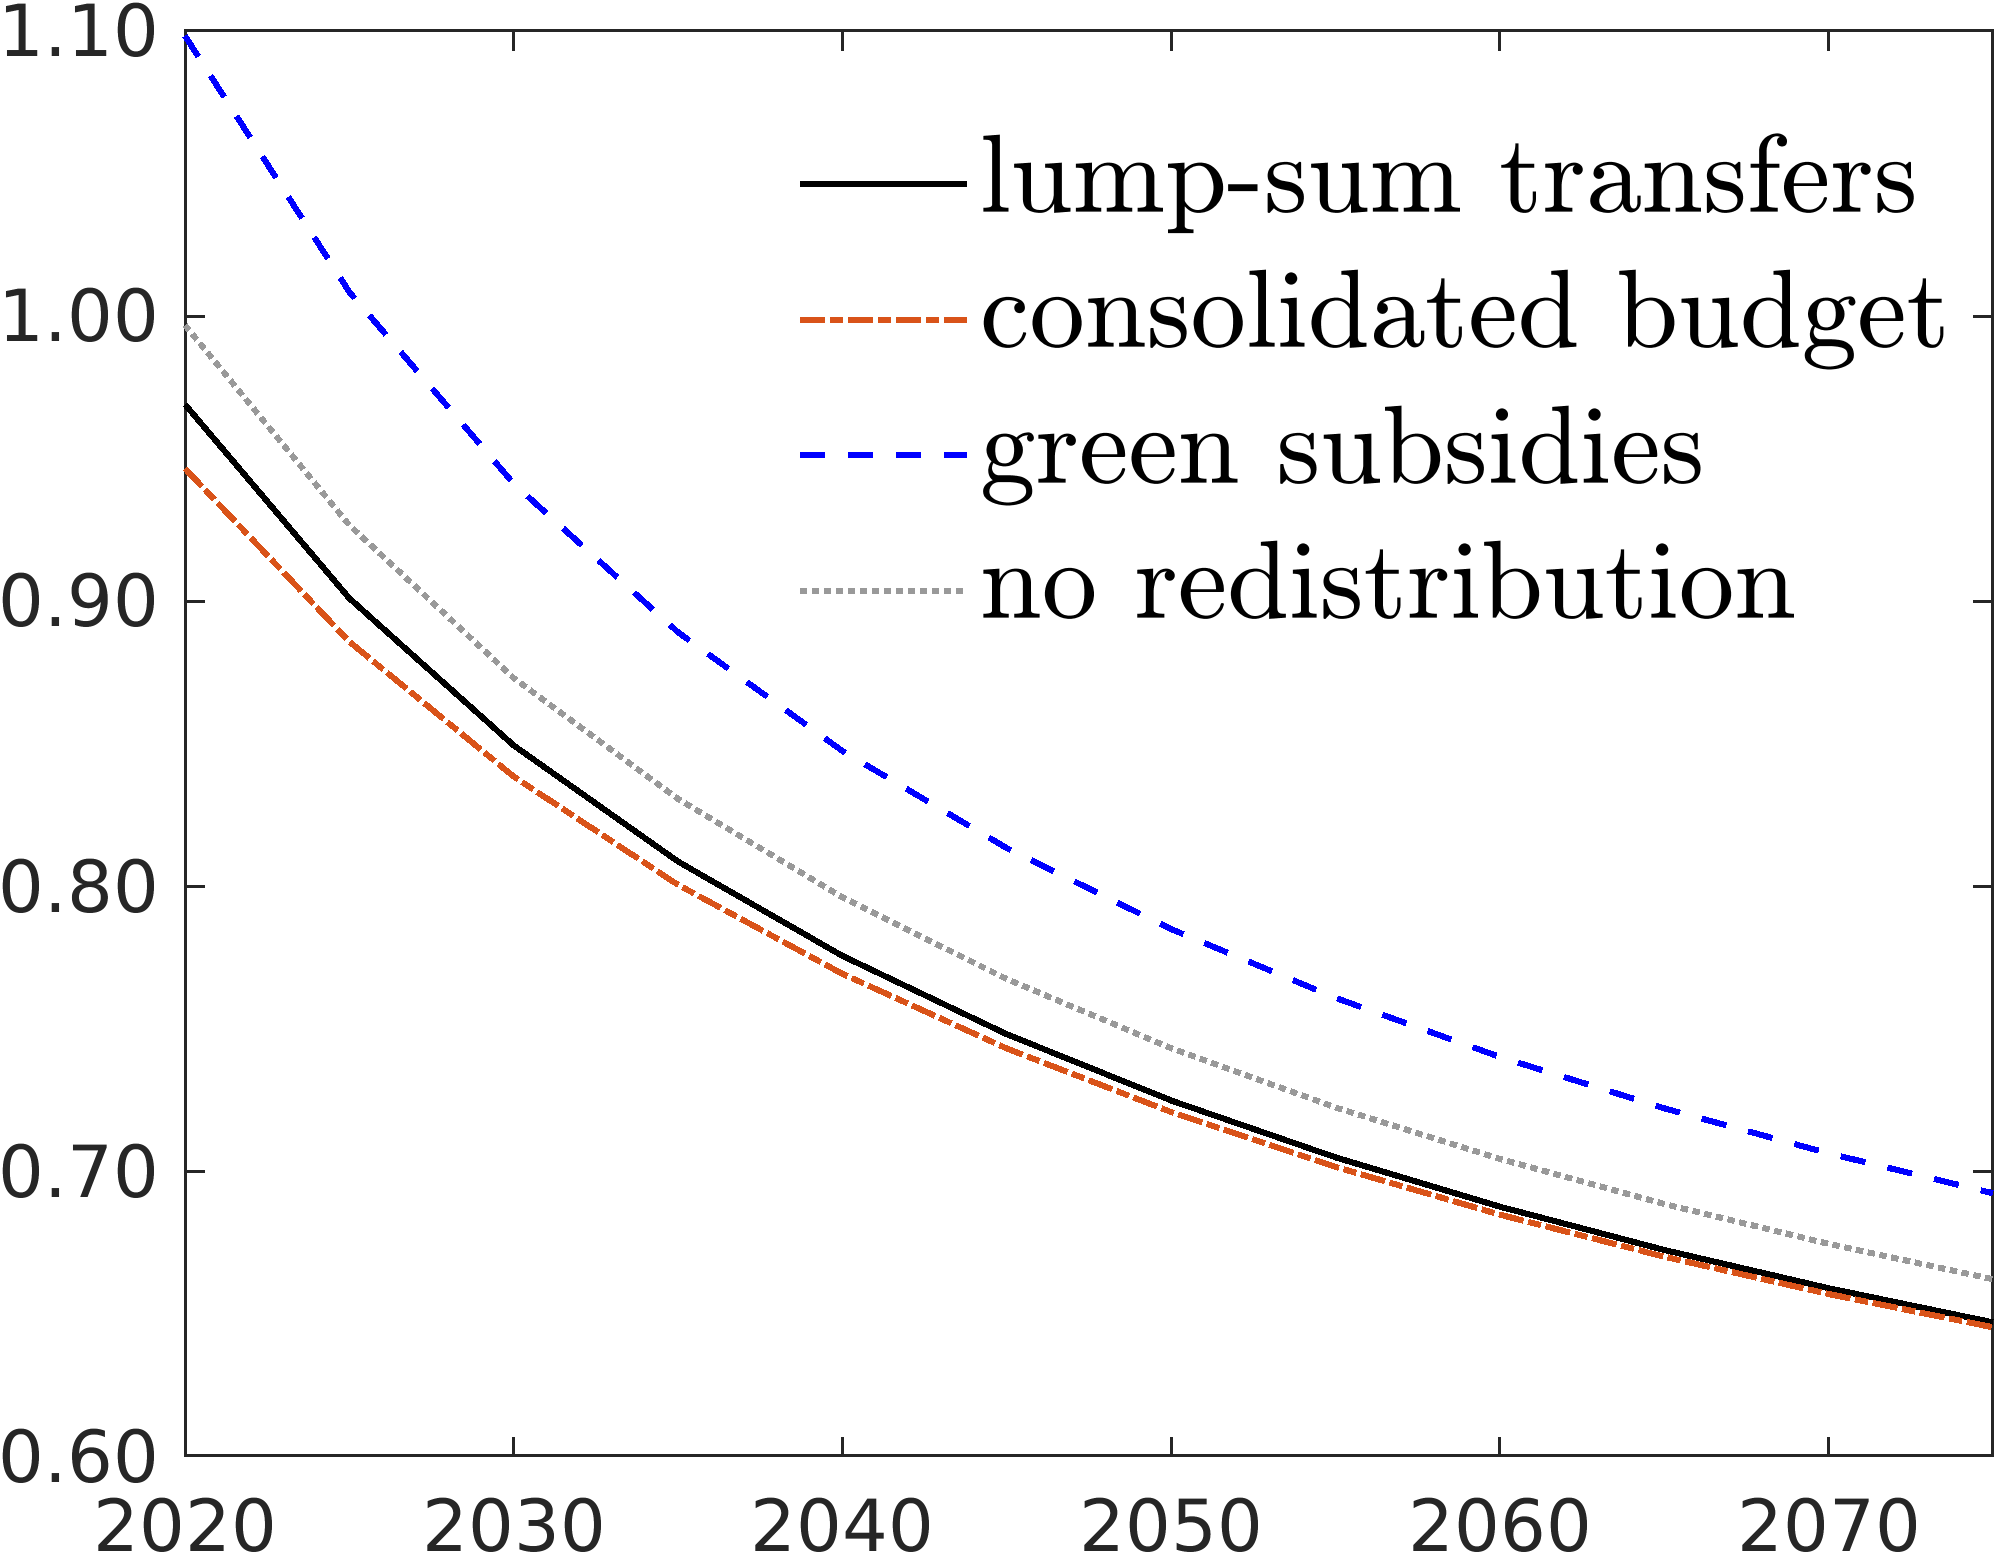 1.10
1.00
0.90
0.80
0.70
0.60
2020 2030 2040 2050 2060 2070
lump-sum transfers
consolidated budget
green subsidies
no redistribution